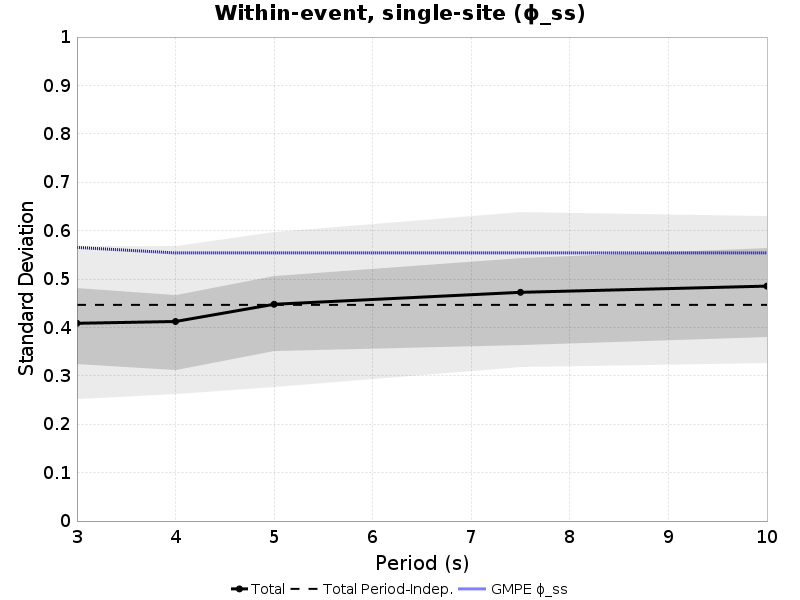 Within-event, single-site (ϕ_ss)
1
0.9
0.8
0.7
0.6
0.5
0.4
0.3
0.2
0.1
0
Standard Deviation
3 4 5 6 7 8 9 10
Period (s)
Total Total Period-Indep. GMPE ϕ_ss